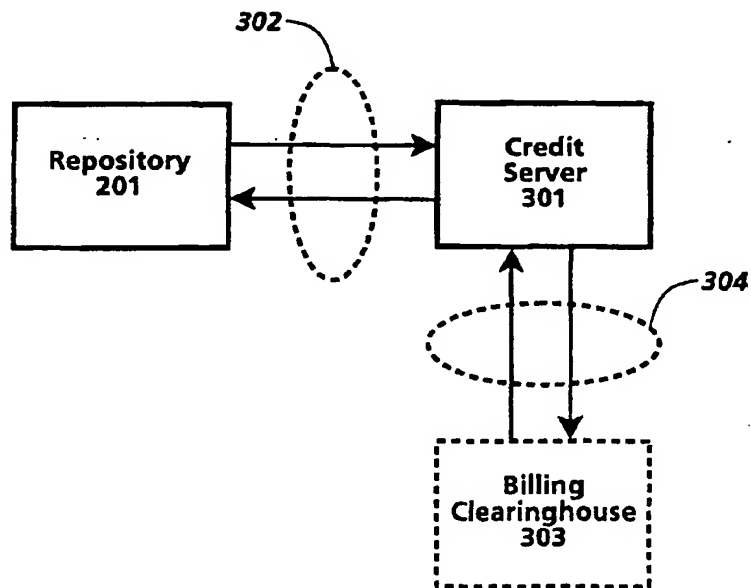 302
Repository
201
Credit
Server
301
304
Billing
Clearinghouse
303